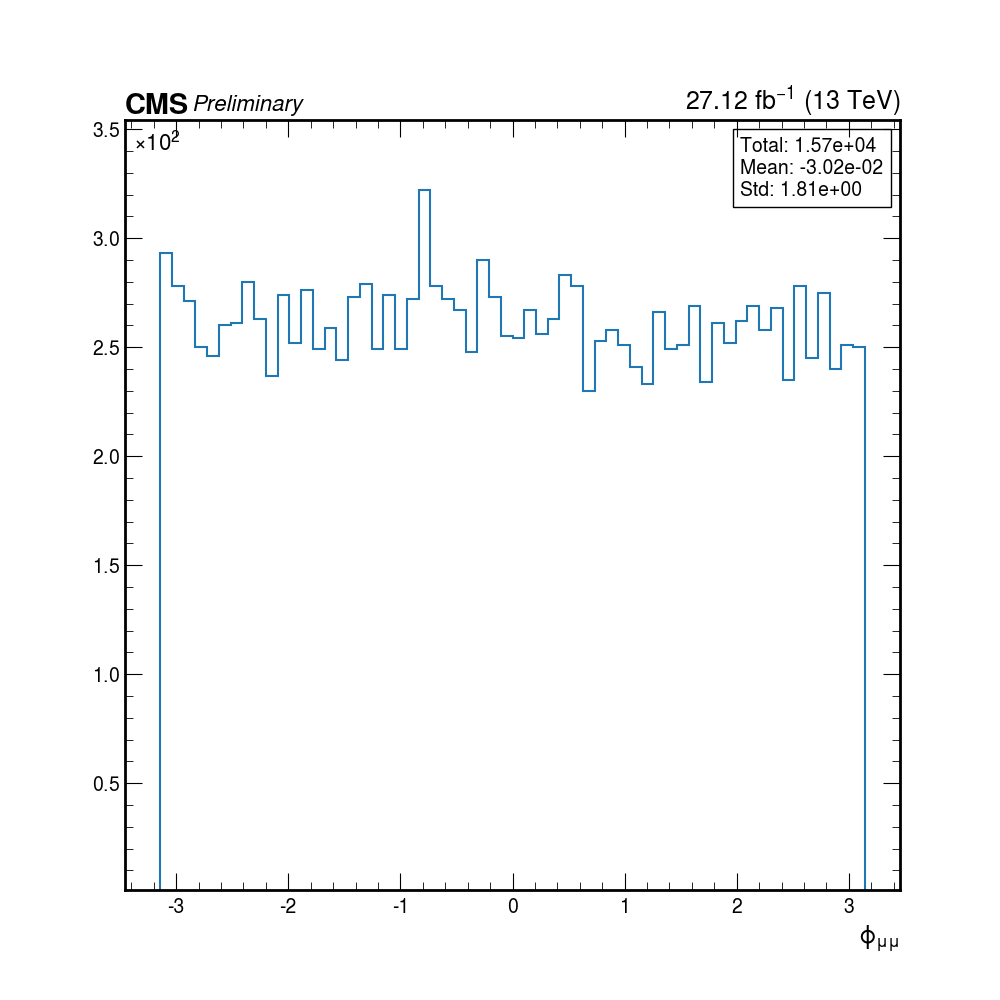 CMS Preliminary 27.12 fb⁻¹ (13 TeV)
×10²
Total: 1.57e+04
Mean: -3.02e-02
Std: 1.81e+00
3.5
3.0
2.5
2.0
1.5
1.0
0.5
-3 -2 -1 0 1 2 3
ϕμμ